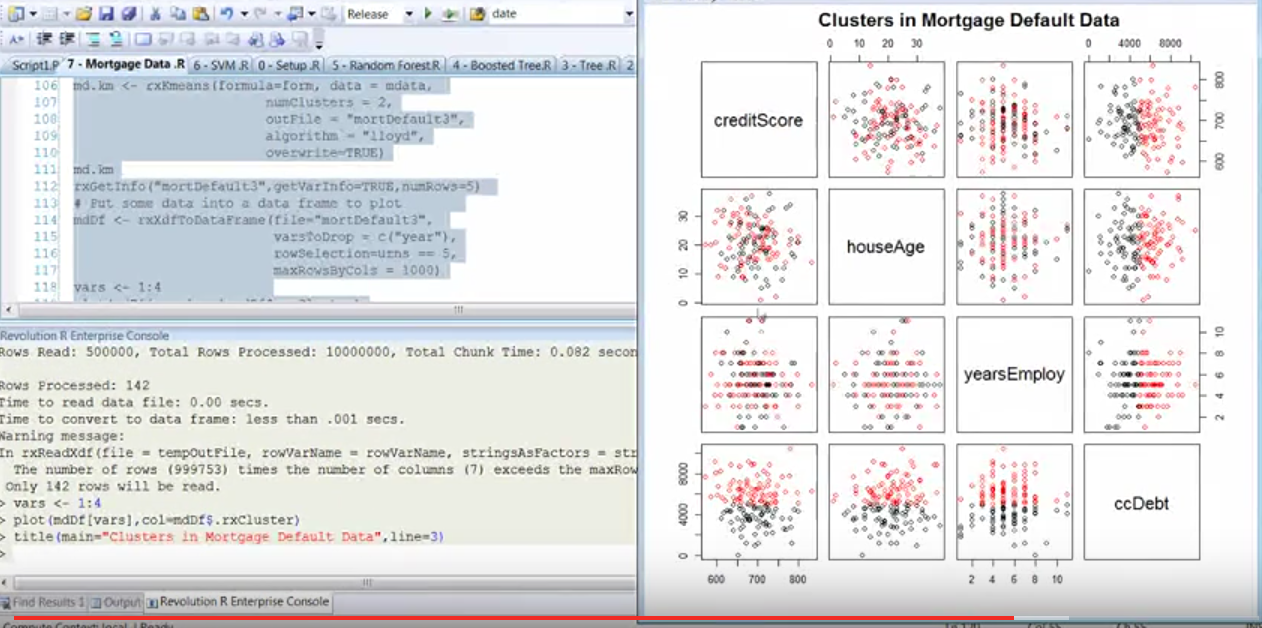 Release
date
Script1.R
7 - Mortgage Data .R
6 - SVM .R
0 - Setup .R
5 - Random Forest.R
4 - Boosted Tree.R
3 - Tree .R
2
106 md.km <- rxKmeans(formula=form, data = mdata,
107 numClusters = 2,
108 outFile = "mortDefault3",
109 algorithm = "lloyd",
110 overwrite=TRUE)
111 md.km
112 rxGetInfo("mortDefault3",getVarInfo=TRUE,numRows=5)
113 # Put some data into a data frame to plot
114 mdDf <- rxXdfToDataFrame(file="mortDefault3",
115 varsToDrop = c("year"),
116 rowSelection=urns == 5,
117 maxRowsByCols = 1000)
118 vars <- 1:4
Revolution R Enterprise Console
Rows Read: 500000, Total Rows Processed: 10000000, Total Chunk Time: 0.082 secon
Rows Processed: 142
Time to read data file: 0.00 secs.
Time to convert to data frame: less than .001 secs.
Warning message:
In rxReadXdf(file = tempOutFile, rowVarName = rowVarName, stringsAsFactors = str
The number of rows (999753) times the number of columns (7) exceeds the maxRow
Only 142 rows will be read.
> vars <- 1:4
> plot(mdDf[vars],col=mdDf$.rxCluster)
> title(main="Clusters in Mortgage Default Data",line=3)
>
Find Results 1
Output
Revolution R Enterprise Console
Compute Context: local | Ready
Clusters in Mortgage Default Data
0 10 20 30
0 4000 8000
creditScore
600 700 800
0 10 20 30
houseAge
yearsEmploy
2 4 6 8 10
0 4000 8000
ccDebt
600 700 800
2 4 6 8 10